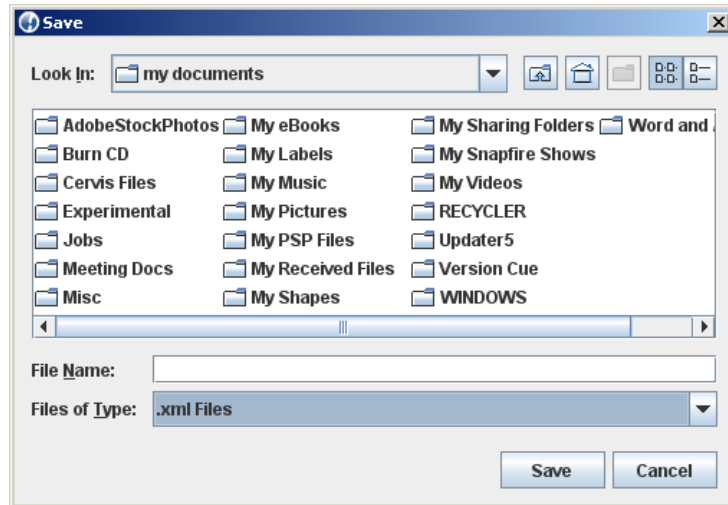 Save
Look In: my documents
AdobeStockPhotos My eBooks My Sharing Folders Word and
Burn CD My Labels My Snapfire Shows
Cervis Files My Music My Videos
Experimental My Pictures RECYCLER
Jobs My PSP Files Updater5
Meeting Docs My Received Files Version Cue
Misc My Shapes WINDOWS
File Name:
Files of Type: .xml Files
Save Cancel